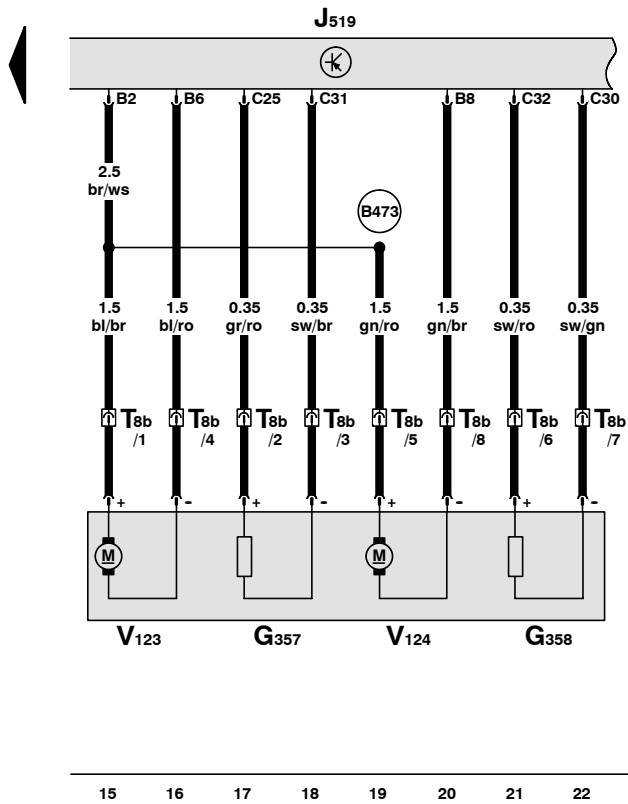 J519
B2 B6 C25 C31 B8 C32 C30
2.5
br/ws
B473
1.5 1.5 0.35 0.35 1.5 1.5 0.35 0.35
bl/br bl/ro gr/ro sw/br gn/ro gn/br sw/ro sw/gn
T8b T8b T8b T8b T8b T8b T8b T8b
/1 /4 /2 /3 /5 /8 /6 /7
+ - + - + - + -
M M
V123 G357 V124 G358
15 16 17 18 19 20 21 22